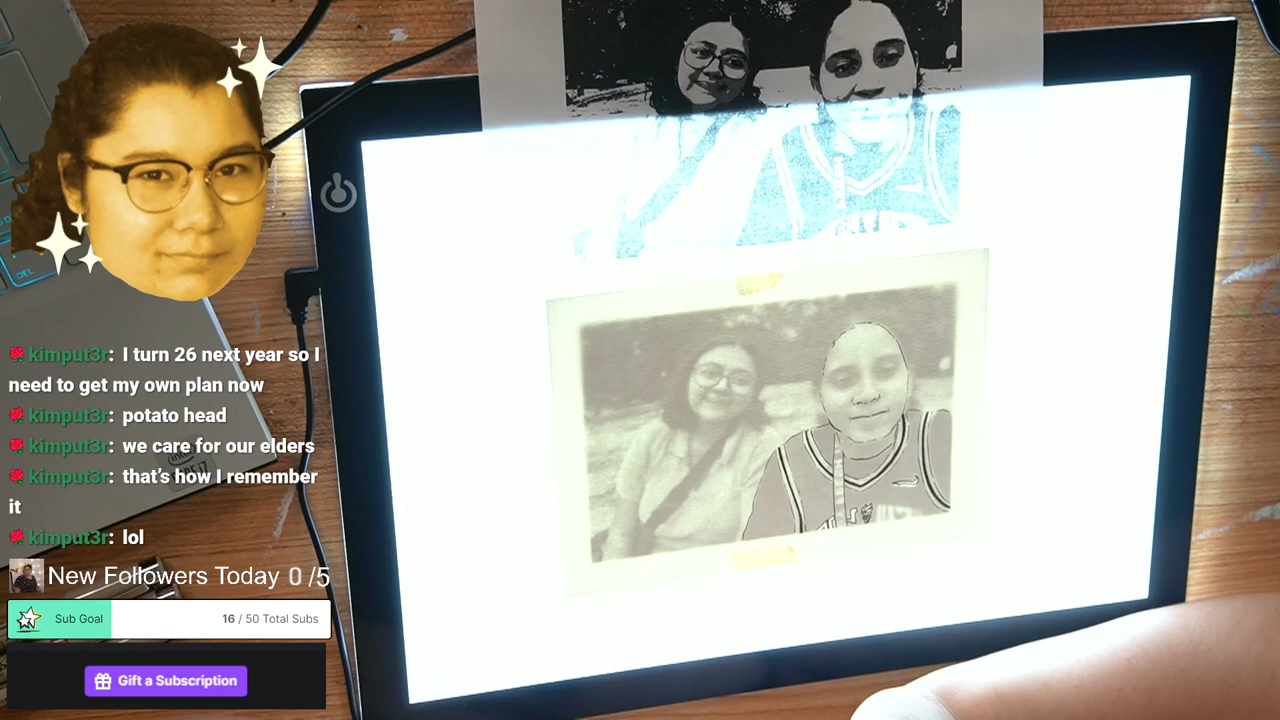 kimput3r: I turn 26 next year so I
need to get my own plan now
kimput3r: potato head
kimput3r: we care for our elders
kimput3r: that's how I remember
it
kimput3r: lol
New Followers Today 0 /5
Sub Goal 16 / 50 Total Subs
Gift a Subscription